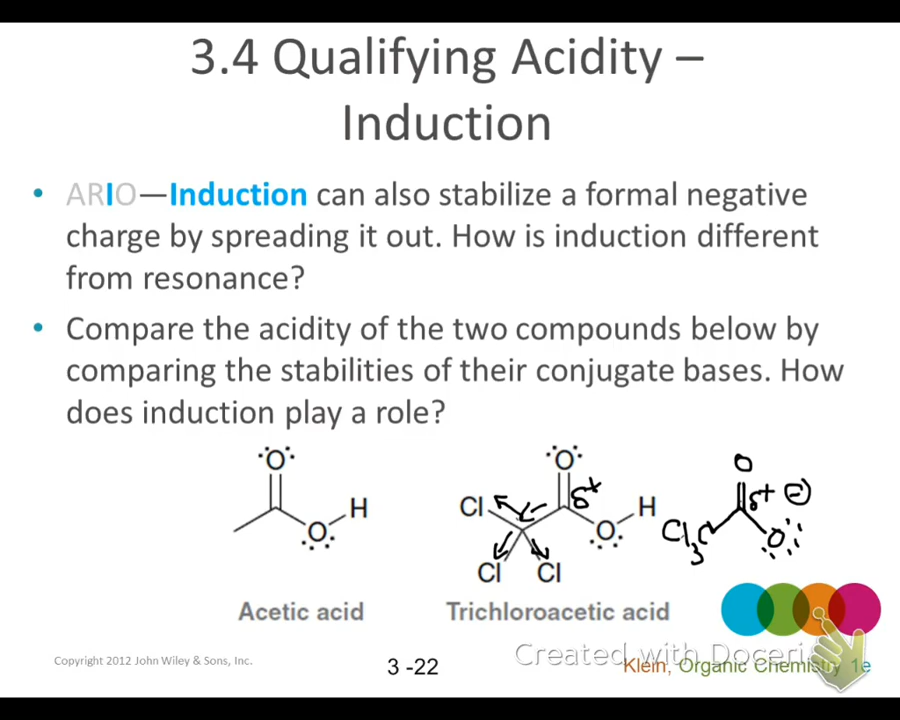 3.4 Qualifying Acidity –
Induction
• ARIO—Induction can also stabilize a formal negative
charge by spreading it out. How is induction different
from resonance?
• Compare the acidity of the two compounds below by
comparing the stabilities of their conjugate bases. How
does induction play a role?
O
H
O
Acetic acid
O
Cl
δ+
H
O
Cl
Cl
Trichloroacetic acid
O
δ+ ⊖
Cl3C
O
Copyright 2012 John Wiley & Sons, Inc.
3 -22
Created with Doceri
Klein, Organic Chemistry 1e